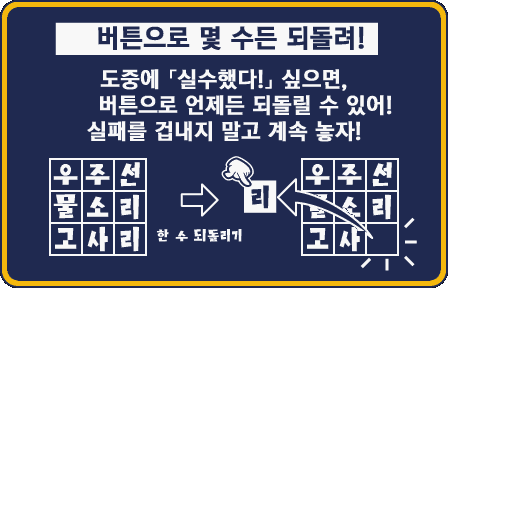 버튼으로 몇 수든 되돌려!
도중에 「실수했다!」 싶으면,
버튼으로 언제든 되돌릴 수 있어!
실패를 겁내지 말고 계속 놓자!
우주선
물소리
고사리
한 수 되돌리기
리
우주선
물소리
고사